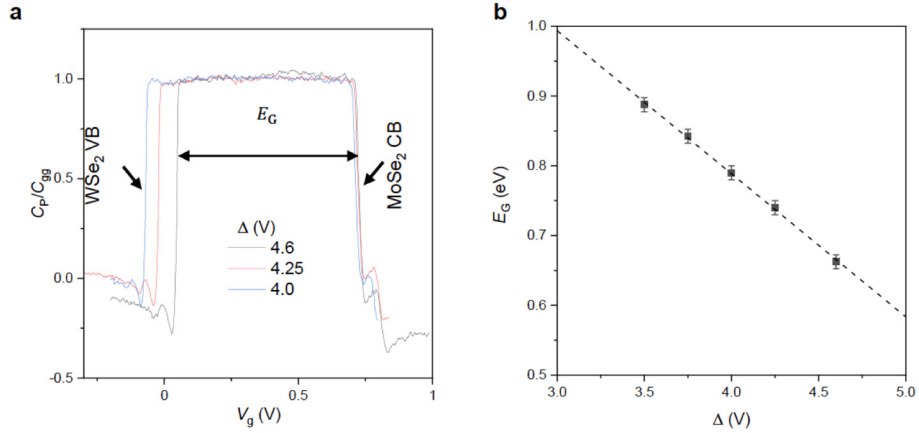 a
1.0
0.5
0.0
-0.5
C_P/C_gg
WSe₂ VB
E_G
MoSe₂ CB
Δ (V)
4.6
4.25
4.0
0
0.5
1
V_g (V)
b
1.0
0.9
0.8
0.7
0.6
0.5
E_G (eV)
3.0
3.5
4.0
4.5
5.0
Δ (V)